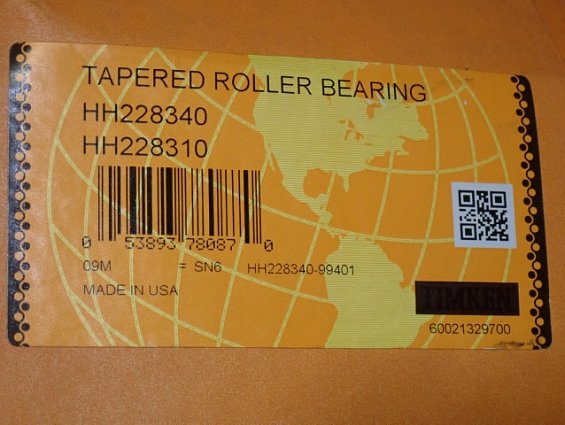 TAPERED ROLLER BEARING
HH228340
HH228310
0 53893 78087 0
09M = SN6 HH228340-99401
MADE IN USA
TIMKEN
60021329700